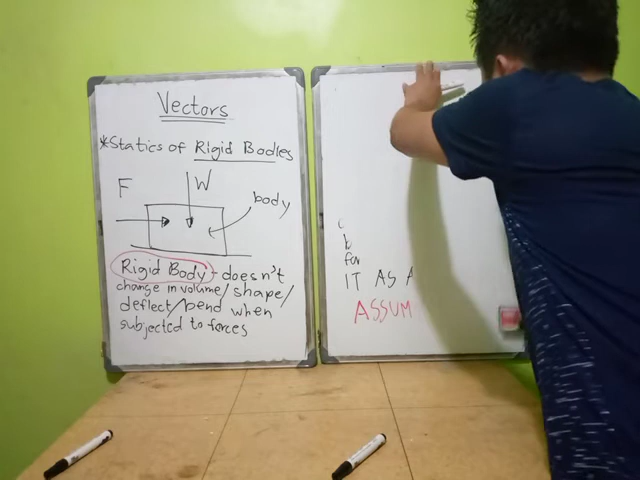 Vectors
*Statics of Rigid Bodies
F
W
body
Rigid Body - doesn't
change in volume/shape/
deflect/bend when
subjected to forces
for
IT AS A
ASSUM